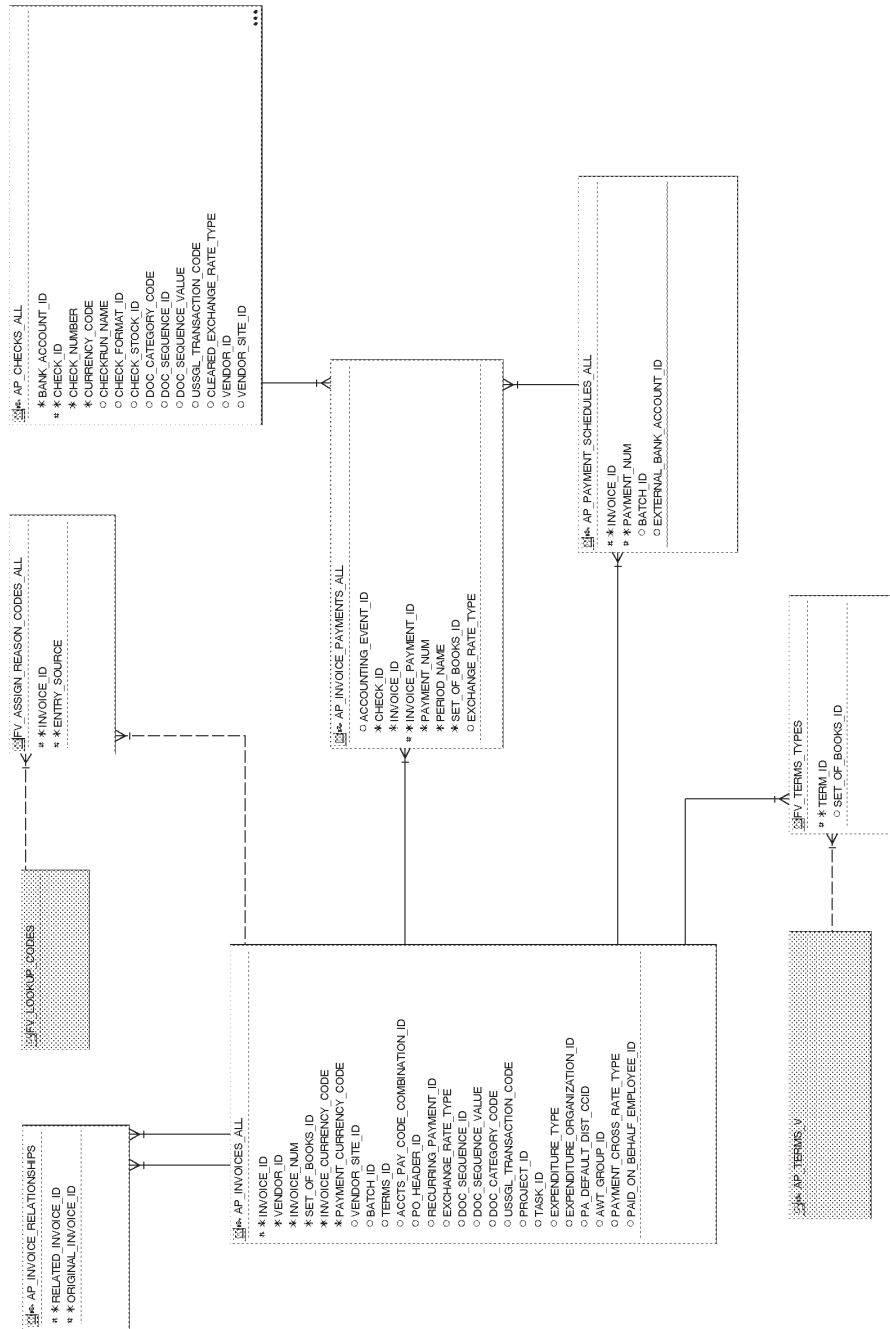 AP_INVOICE_RELATIONSHIPS
# * RELATED_INVOICE_ID
# * ORIGINAL_INVOICE_ID
FV_LOOKUP_CODES
FV_ASSIGN_REASON_CODES_ALL
# * INVOICE_ID
# * ENTRY_SOURCE
AP_CHECKS_ALL
* BANK_ACCOUNT_ID
# * CHECK_ID
* CHECK_NUMBER
* CURRENCY_CODE
○ CHECKRUN_NAME
○ CHECK_FORMAT_ID
○ CHECK_STOCK_ID
○ DOC_CATEGORY_CODE
○ DOC_SEQUENCE_ID
○ DOC_SEQUENCE_VALUE
○ USSGL_TRANSACTION_CODE
○ CLEARED_EXCHANGE_RATE_TYPE
○ VENDOR_ID
○ VENDOR_SITE_ID
...
AP_INVOICES_ALL
# * INVOICE_ID
* VENDOR_ID
* INVOICE_NUM
* SET_OF_BOOKS_ID
* INVOICE_CURRENCY_CODE
* PAYMENT_CURRENCY_CODE
○ VENDOR_SITE_ID
○ BATCH_ID
○ TERMS_ID
○ ACCTS_PAY_CODE_COMBINATION_ID
○ PO_HEADER_ID
○ RECURRING_PAYMENT_ID
○ EXCHANGE_RATE_TYPE
○ DOC_SEQUENCE_ID
○ DOC_SEQUENCE_VALUE
○ DOC_CATEGORY_CODE
○ USSGL_TRANSACTION_CODE
○ PROJECT_ID
○ TASK_ID
○ EXPENDITURE_TYPE
○ EXPENDITURE_ORGANIZATION_ID
○ PA_DEFAULT_DIST_CCID
○ AWT_GROUP_ID
○ PAYMENT_CROSS_RATE_TYPE
○ PAID_ON_BEHALF_EMPLOYEE_ID
AP_INVOICE_PAYMENTS_ALL
○ ACCOUNTING_EVENT_ID
* CHECK_ID
* INVOICE_ID
# * INVOICE_PAYMENT_ID
* PAYMENT_NUM
* PERIOD_NAME
* SET_OF_BOOKS_ID
○ EXCHANGE_RATE_TYPE
AP_PAYMENT_SCHEDULES_ALL
# * INVOICE_ID
# * PAYMENT_NUM
○ BATCH_ID
○ EXTERNAL_BANK_ACCOUNT_ID
AP_TERMS_V
FV_TERMS_TYPES
# * TERM_ID
○ SET_OF_BOOKS_ID